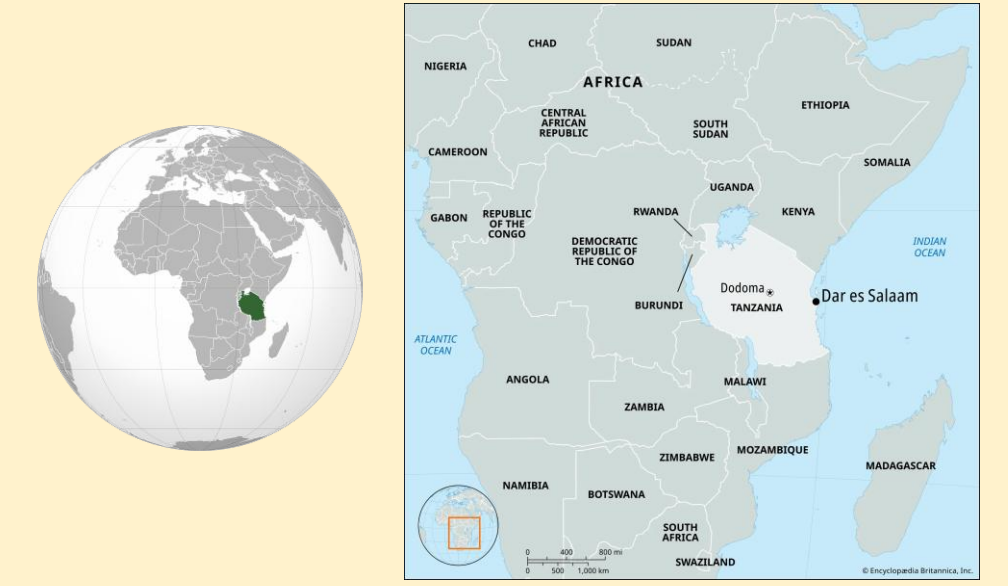 CHAD
SUDAN
NIGERIA
AFRICA
ETHIOPIA
CENTRAL
AFRICAN
REPUBLIC
SOUTH
SUDAN
CAMEROON
SOMALIA
UGANDA
RWANDA
KENYA
GABON
REPUBLIC
OF THE
CONGO
DEMOCRATIC
REPUBLIC OF
THE CONGO
INDIAN
OCEAN
Dodoma
Dar es Salaam
BURUNDI
TANZANIA
ATLANTIC
OCEAN
ANGOLA
MALAWI
ZAMBIA
MOZAMBIQUE
ZIMBABWE
MADAGASCAR
NAMIBIA
BOTSWANA
SOUTH
AFRICA
0 400 800 mi
0 500 1,000 km
SWAZILAND
© Encyclopædia Britannica, Inc.